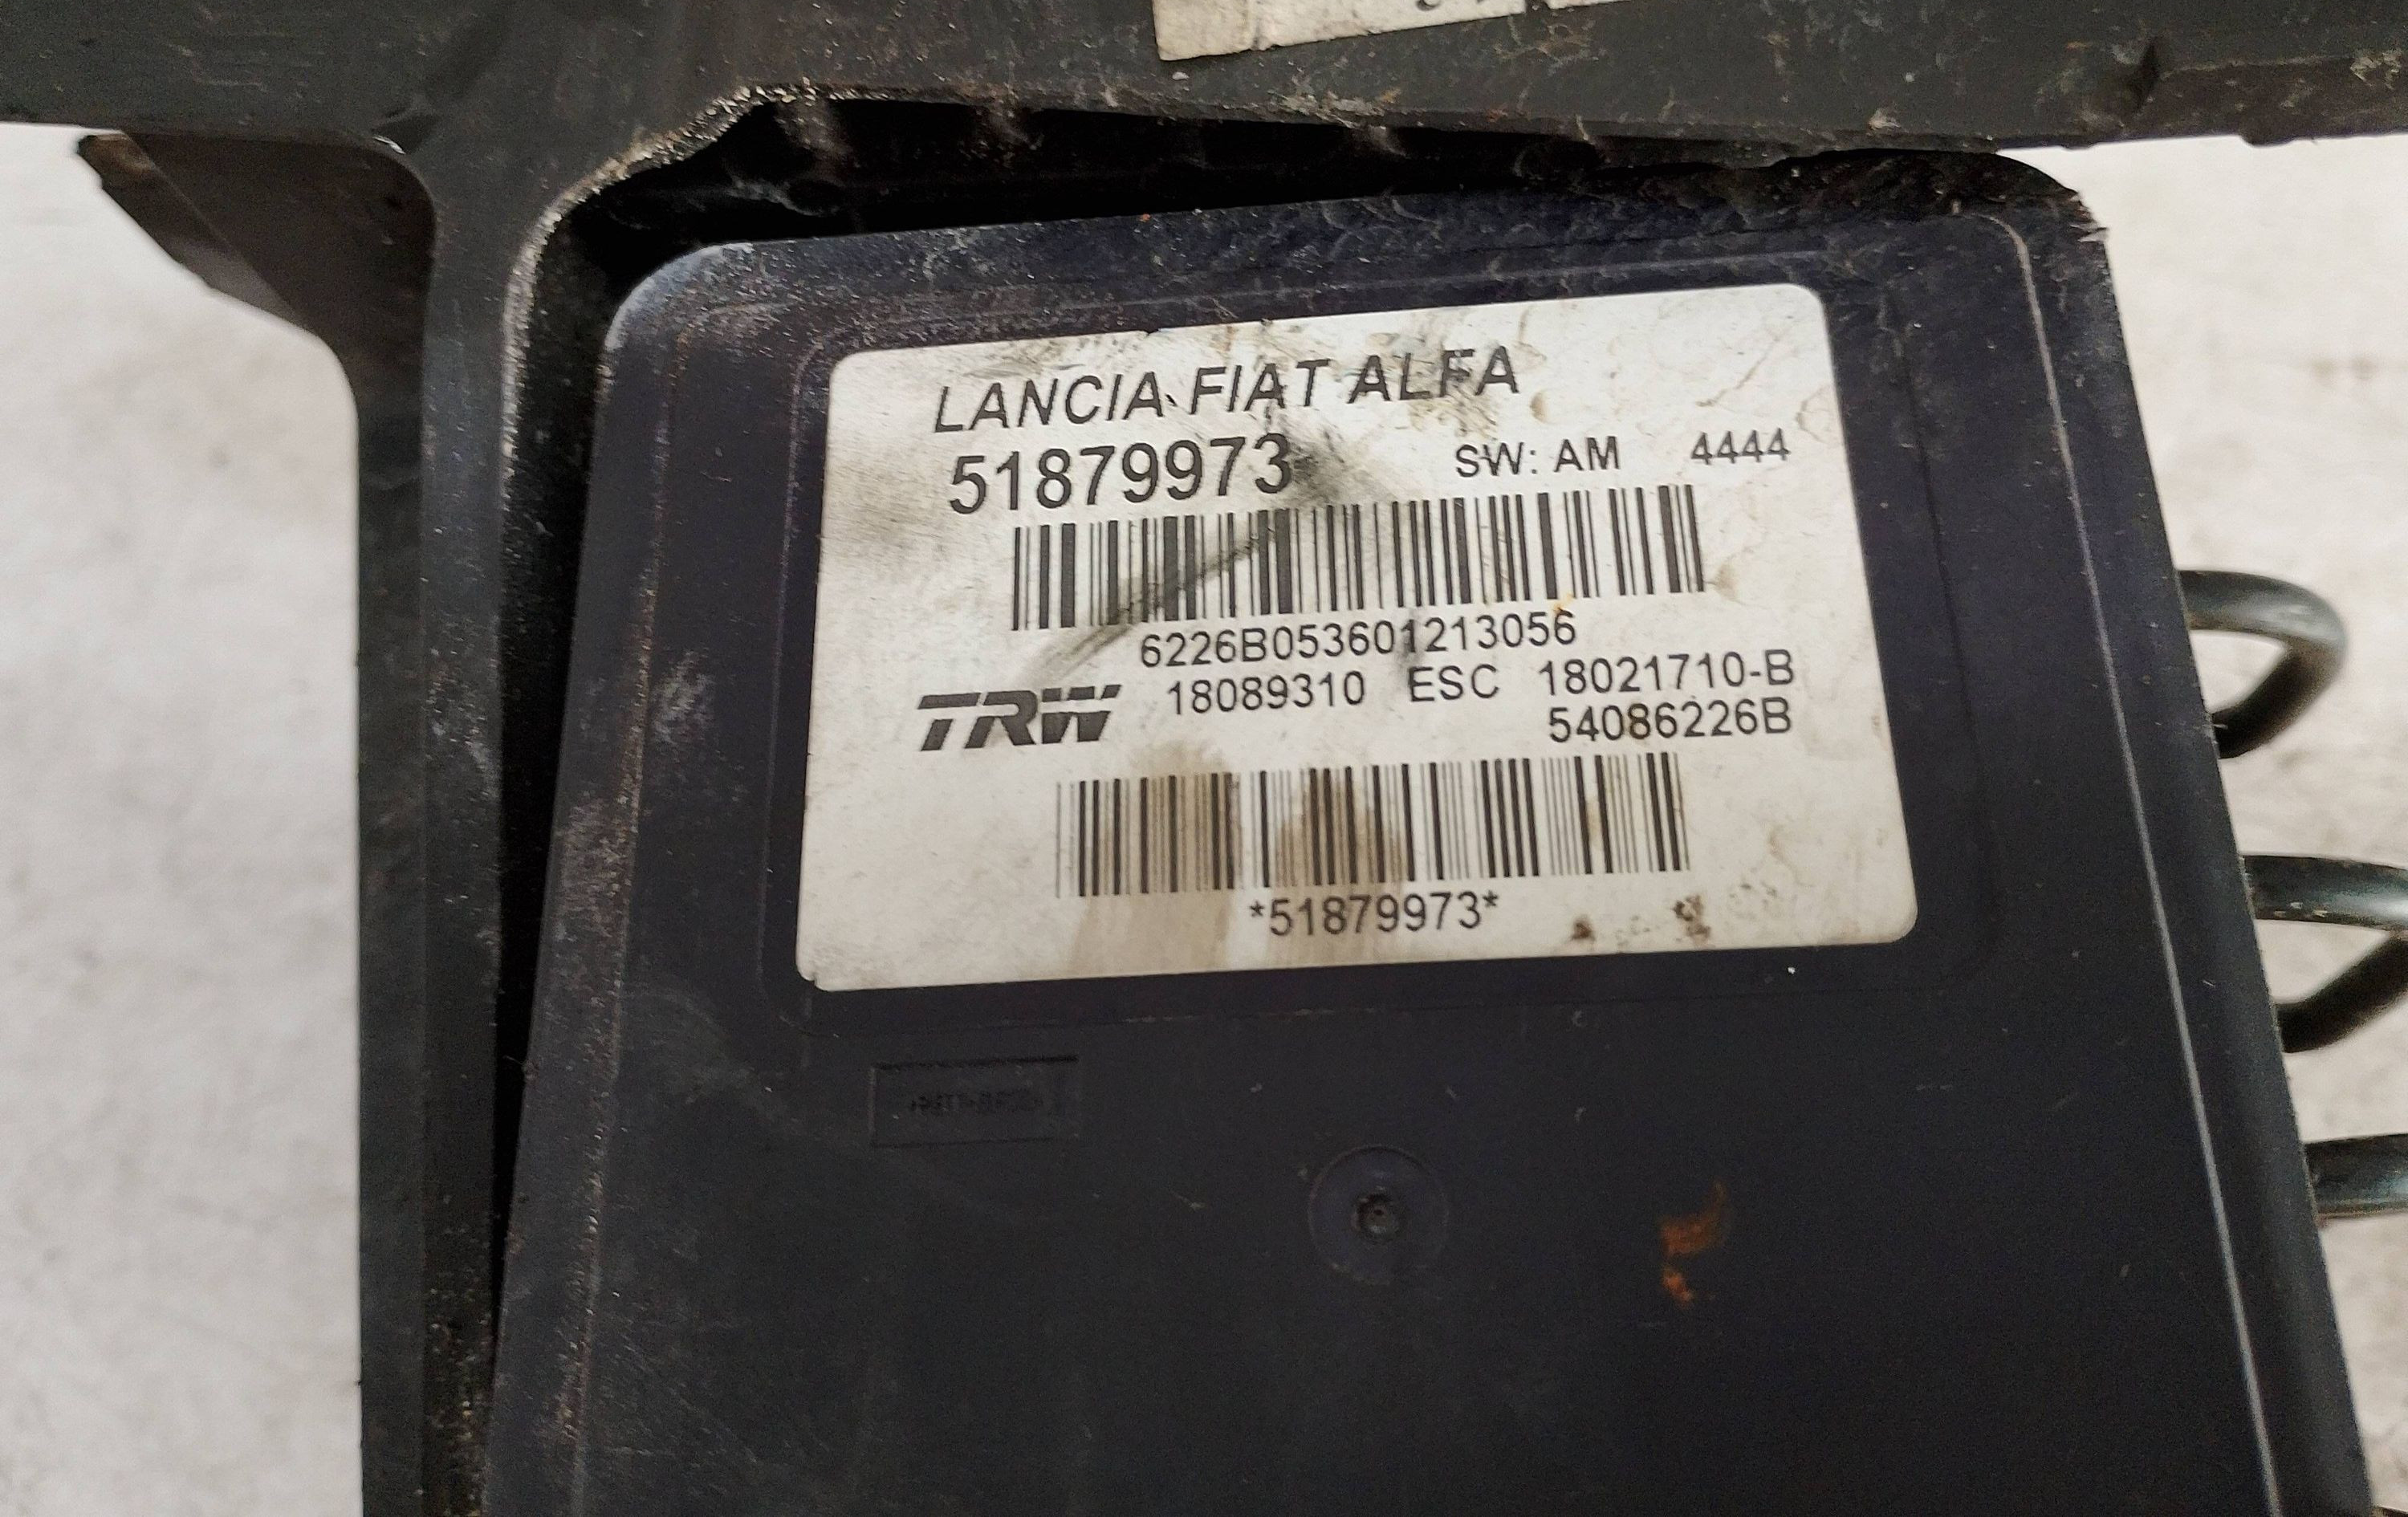 LANCIA FIAT ALFA
51879973 SW: AM 4444
6226B053601213056
TRW 18089310 ESC 18021710-B
54086226B
*51879973*